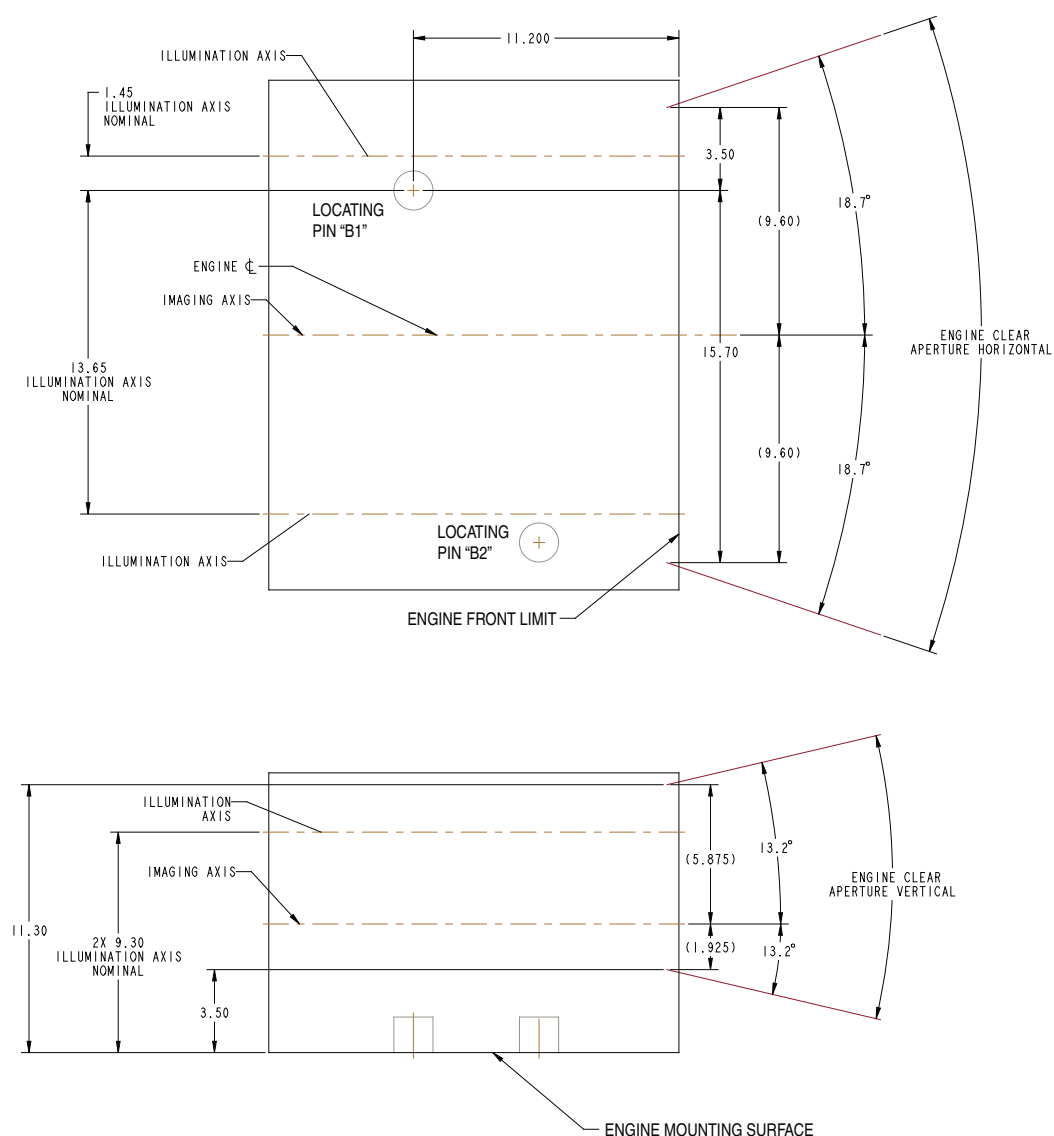 11.200
ILLUMINATION AXIS
1.45
ILLUMINATION AXIS
NOMINAL
3.50
LOCATING
PIN “B1”
18.7°
(9.60)
ENGINE ℄
IMAGING AXIS
ENGINE CLEAR
APERTURE HORIZONTAL
15.70
13.65
ILLUMINATION AXIS
NOMINAL
(9.60)
18.7°
LOCATING
PIN “B2”
ILLUMINATION AXIS
ENGINE FRONT LIMIT
ILLUMINATION
AXIS
(5.875)
13.2°
IMAGING AXIS
ENGINE CLEAR
APERTURE VERTICAL
11.30
2X 9.30
ILLUMINATION AXIS
NOMINAL
(1.925)
13.2°
3.50
ENGINE MOUNTING SURFACE